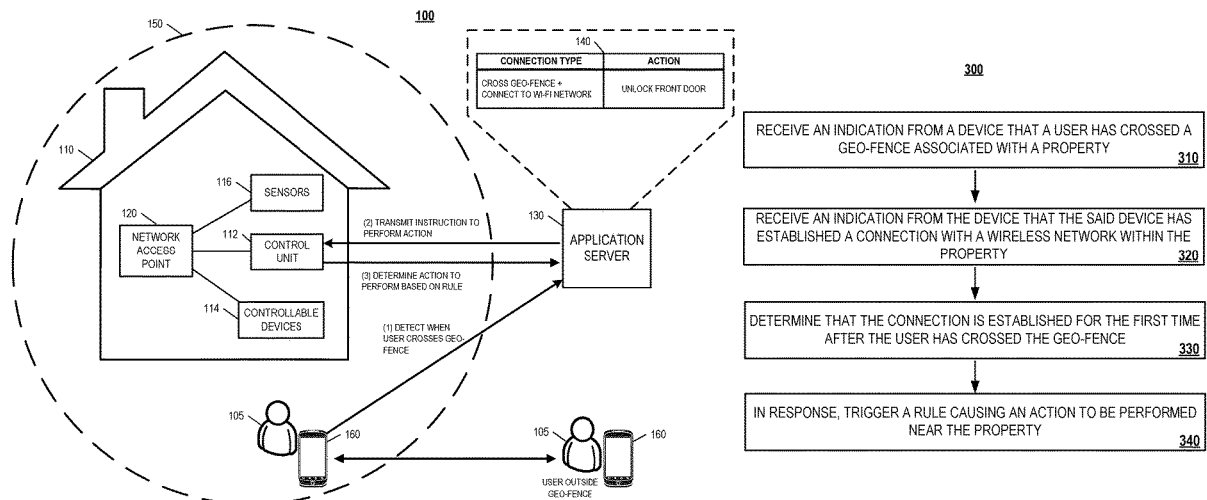 100
150
140
CONNECTION TYPE
ACTION
CROSS GEO-FENCE +
CONNECT TO WI-FI NETWORK
UNLOCK FRONT DOOR
110
116
SENSORS
120
NETWORK
ACCESS
POINT
112
CONTROL
UNIT
114
CONTROLLABLE
DEVICES
(2) TRANSMIT INSTRUCTION TO
PERFORM ACTION
(3) DETERMINE ACTION TO
PERFORM BASED ON RULE
130
APPLICATION
SERVER
(1) DETECT WHEN
USER CROSSES GEO-
FENCE
105
160
105
160
USER OUTSIDE
GEO-FENCE
300
RECEIVE AN INDICATION FROM A DEVICE THAT A USER HAS CROSSED A
GEO-FENCE ASSOCIATED WITH A PROPERTY
310
RECEIVE AN INDICATION FROM THE DEVICE THAT THE SAID DEVICE HAS
ESTABLISHED A CONNECTION WITH A WIRELESS NETWORK WITHIN THE
PROPERTY
320
DETERMINE THAT THE CONNECTION IS ESTABLISHED FOR THE FIRST TIME
AFTER THE USER HAS CROSSED THE GEO-FENCE
330
IN RESPONSE, TRIGGER A RULE CAUSING AN ACTION TO BE PERFORMED
NEAR THE PROPERTY
340